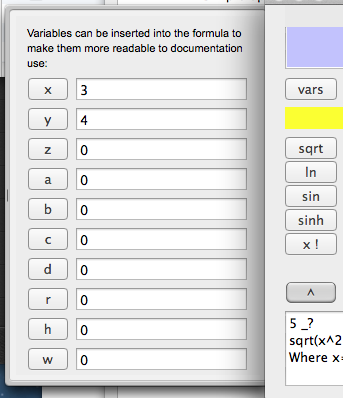 Variables can be inserted into the formula to
make them more readable to documentation
use:
x 3
y 4
z 0
a 0
b 0
c 0
d 0
r 0
h 0
w 0
vars
sqrt
ln
sin
sinh
x !
^
5 _?
sqrt(x^2
Where x=